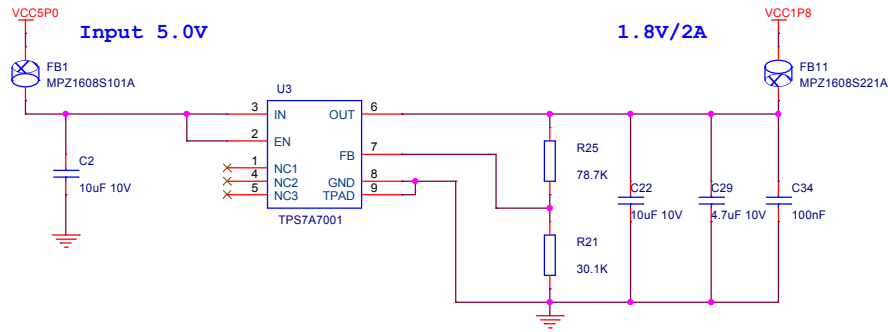 VCC5P0
VCC1P8
Input 5.0V
1.8V/2A
FB1
MPZ1608S101A
FB11
MPZ1608S221A
U3
3 IN OUT 6
2 EN
FB 7
1 NC1
4 NC2 GND 8
5 NC3 TPAD 9
TPS7A7001
C2
10uF 10V
R25
78.7K
R21
30.1K
C22
10uF 10V
C29
4.7uF 10V
C34
100nF